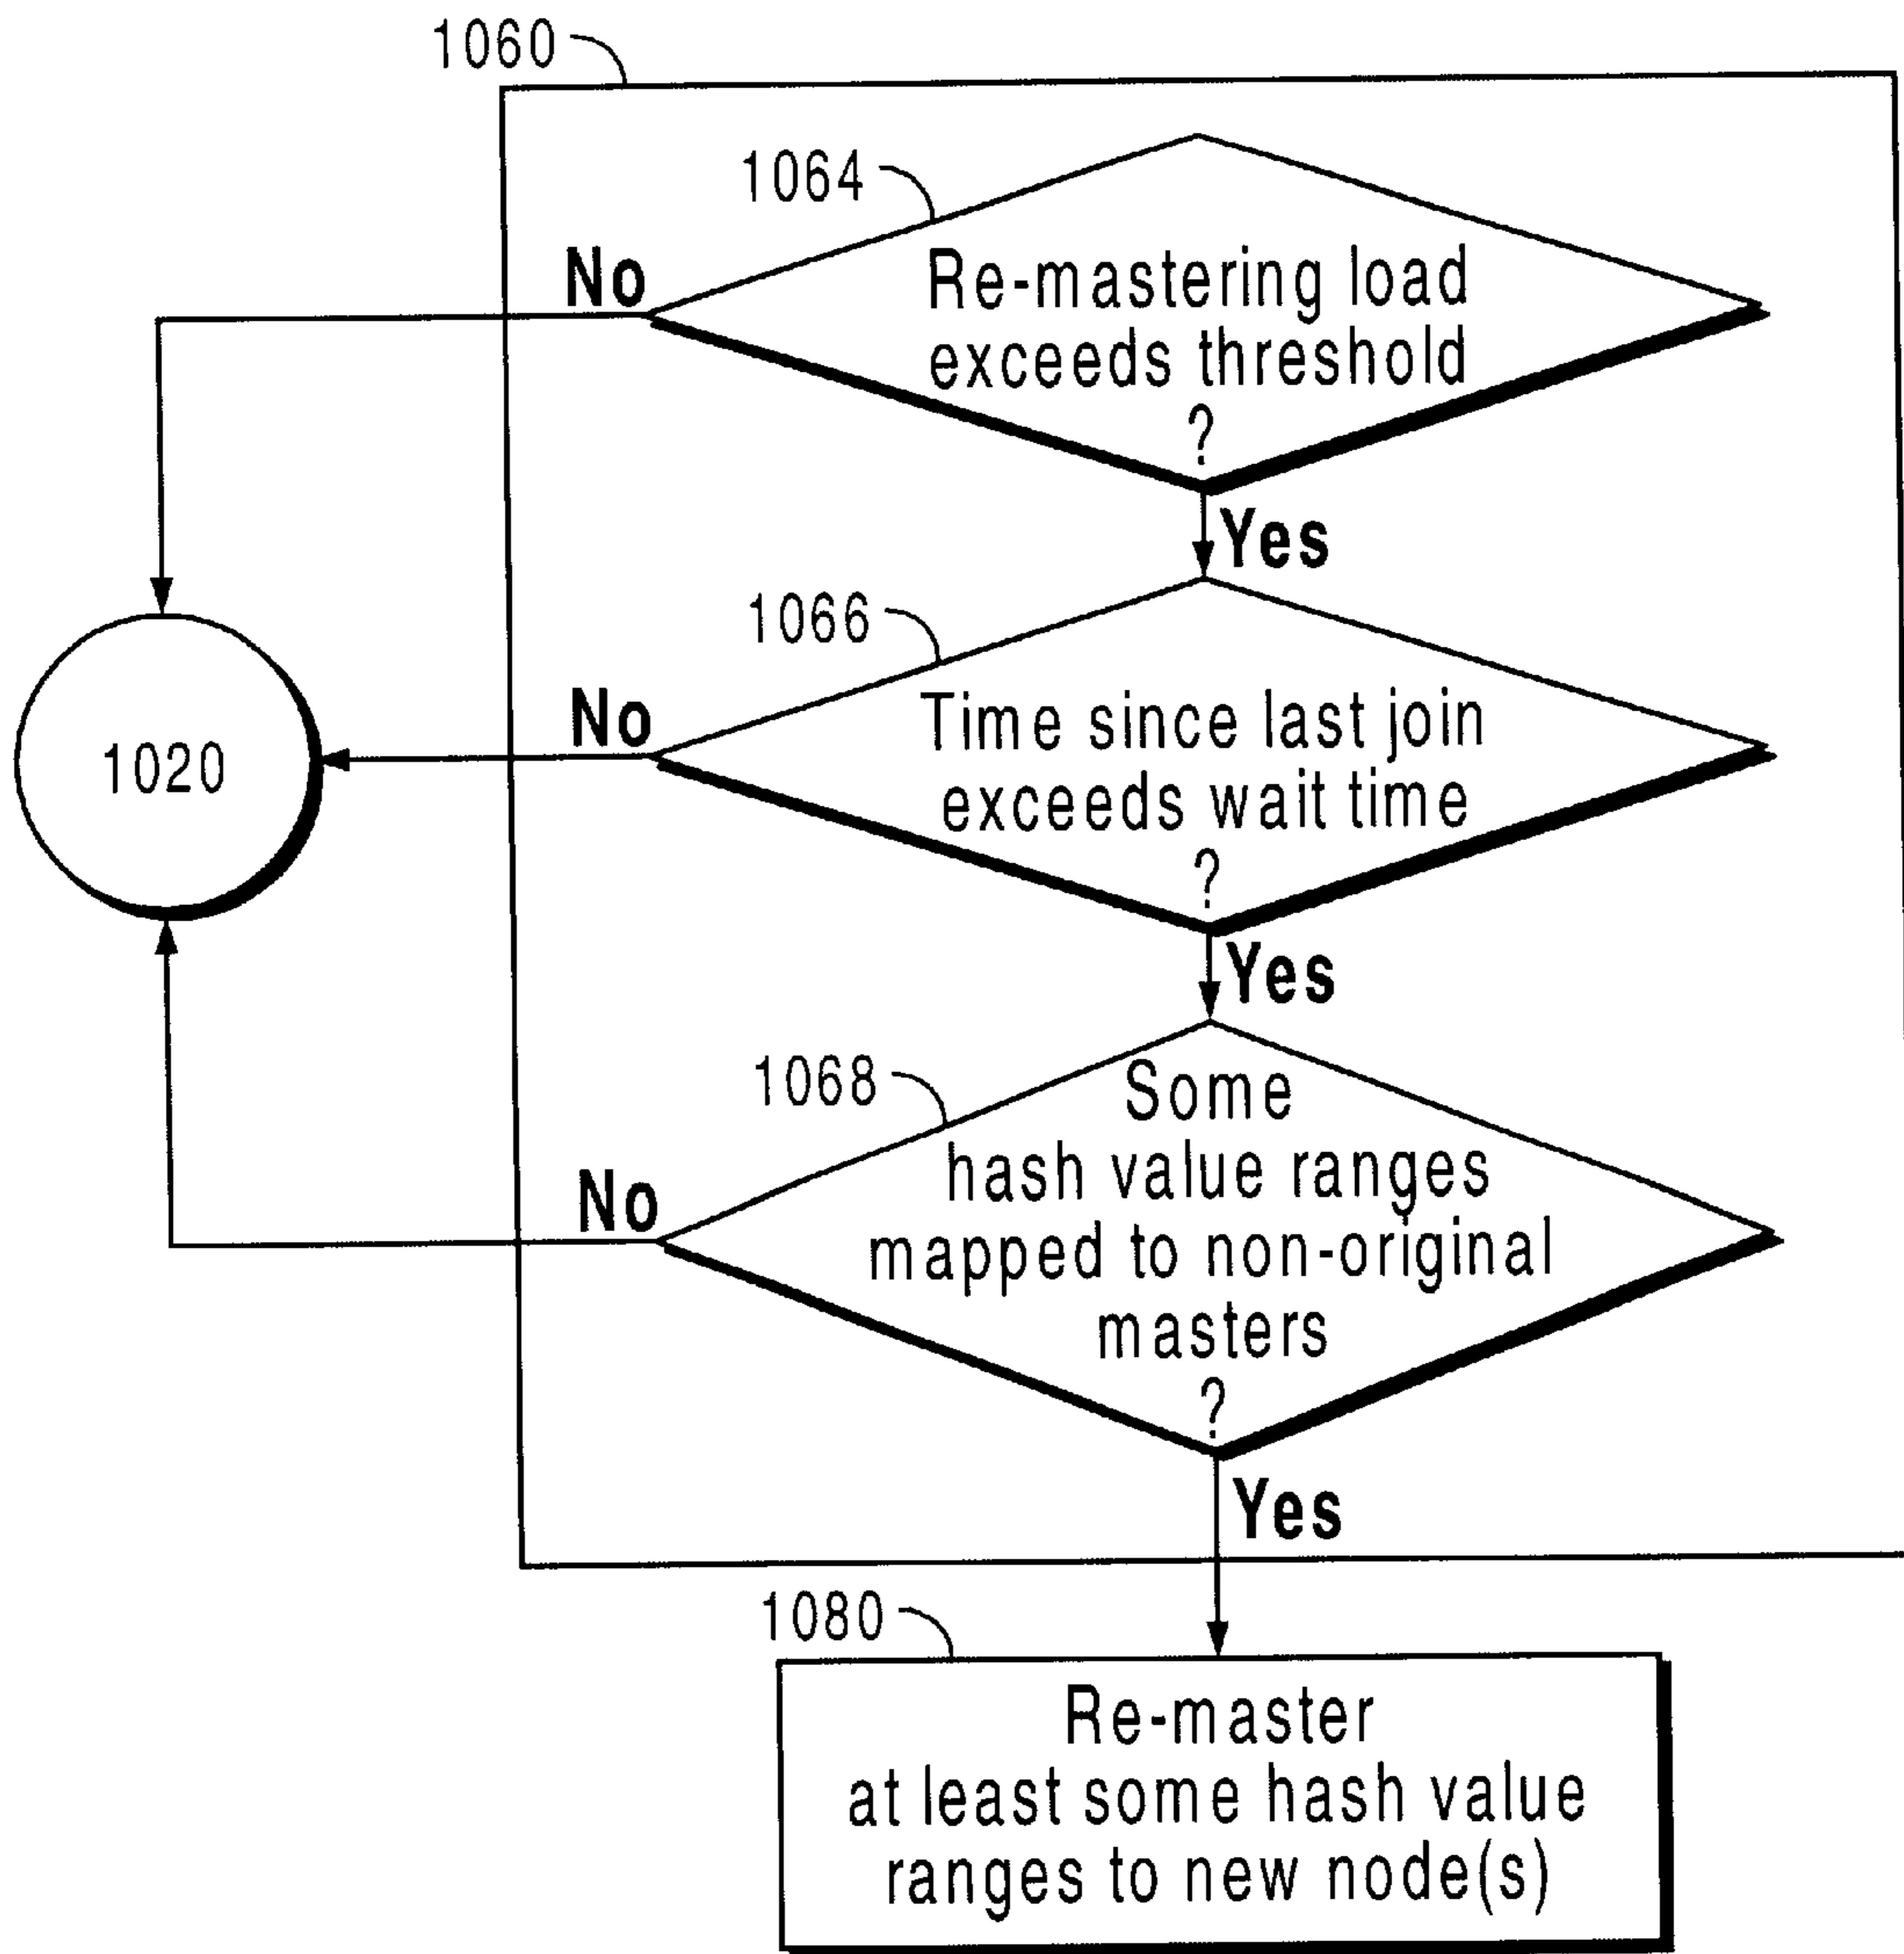 1060
1064
No
Re-mastering load
exceeds threshold
?
Yes
1066
No
Time since last join
exceeds wait time
?
1020
Yes
1068
No
Some
hash value ranges
mapped to non-original
masters
?
Yes
1080
Re-master
at least some hash value
ranges to new node(s)